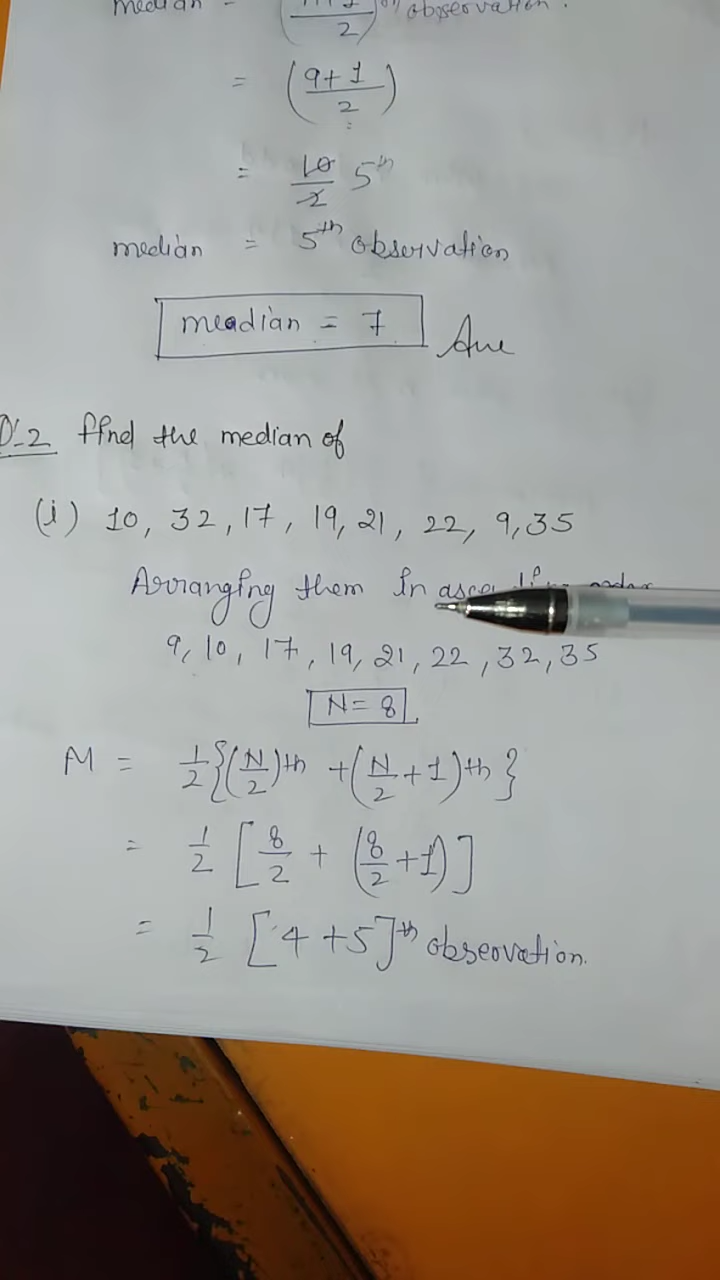 median =
2 observation.
= (9+1/2)
= 10/2 5th
median = 5th observation
meadian = 7 Ans
Q-2 find the median of
(i) 10, 32, 17, 19, 21, 22, 9, 35
Arranging them in
9, 10, 17, 19, 21, 22, 32, 35
N = 8
M = 1/2 {(N/2)th + (N/2 + 1)th}
= 1/2 [8/2 + (8/2 + 1)]
= 1/2 [4 + 5]th observation.